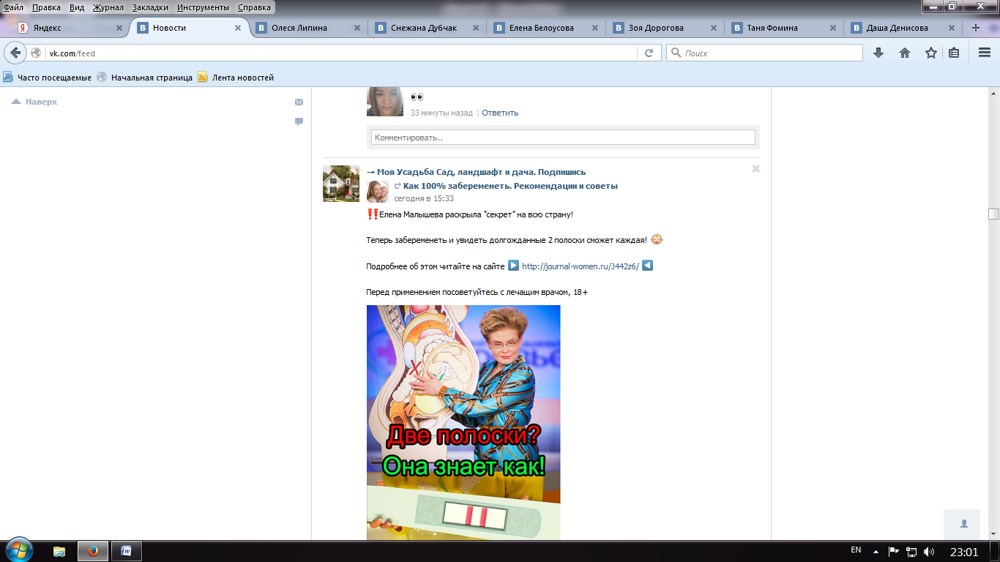 Файл Правка Вид Журнал Закладки Инструменты Справка
Яндекс
Новости
Олеся Липина
Снежана Дубчак
Елена Белоусова
Зоя Дорогова
Таня Фомина
Даша Денисова
vk.com/feed
Поиск
Часто посещаемые Начальная страница Лента новостей
Наверх
33 минуты назад | Ответить
Комментировать..
→ Моя Усадьба Сад, ландшафт и дача. Подпишись
Как 100% забеременеть. Рекомендации и советы
сегодня в 15:33
‼Елена Малышева раскрыла "секрет" на всю страну!
Теперь забеременеть и увидеть долгожданные 2 полоски сможет каждая!
Подробнее об этом читайте на сайте ▶ http://journal-women.ru/J442z6/ ◀
Перед применением посоветуйтесь с лечащим врачом, 18+
Две полоски?
Она знает как!
EN
23:01